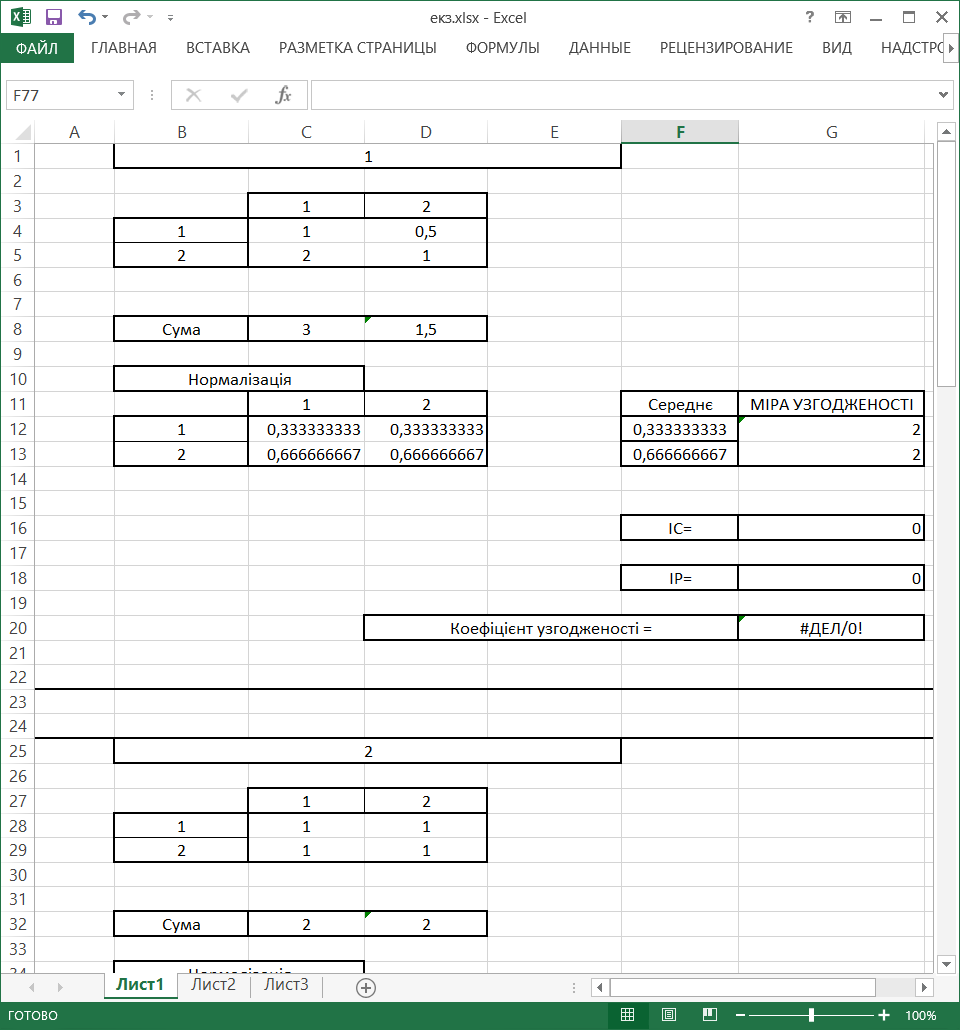 екз.xlsx - Excel
ФАЙЛ ГЛАВНАЯ ВСТАВКА РАЗМЕТКА СТРАНИЦЫ ФОРМУЛЫ ДАННЫЕ РЕЦЕНЗИРОВАНИЕ ВИД НАДСТРО
F77 fx
A B C D E F G
1 1
2
3 1 2
4 1 1 0,5
5 2 2 1
6
7
8 Сума 3 1,5
9
10 Нормалізація
11 1 2 Середнє МІРА УЗГОДЖЕНОСТІ
12 1 0,333333333 0,333333333 0,333333333 2
13 2 0,666666667 0,666666667 0,666666667 2
14
15
16 ІС= 0
17
18 ІР= 0
19
20 Коефіцієнт узгодженості = #ДЕЛ/0!
21
22
23
24
25 2
26
27 1 2
28 1 1 1
29 2 1 1
30
31
32 Сума 2 2
33
34 Нормалізація
Лист1 Лист2 Лист3
ГОТОВО 100%